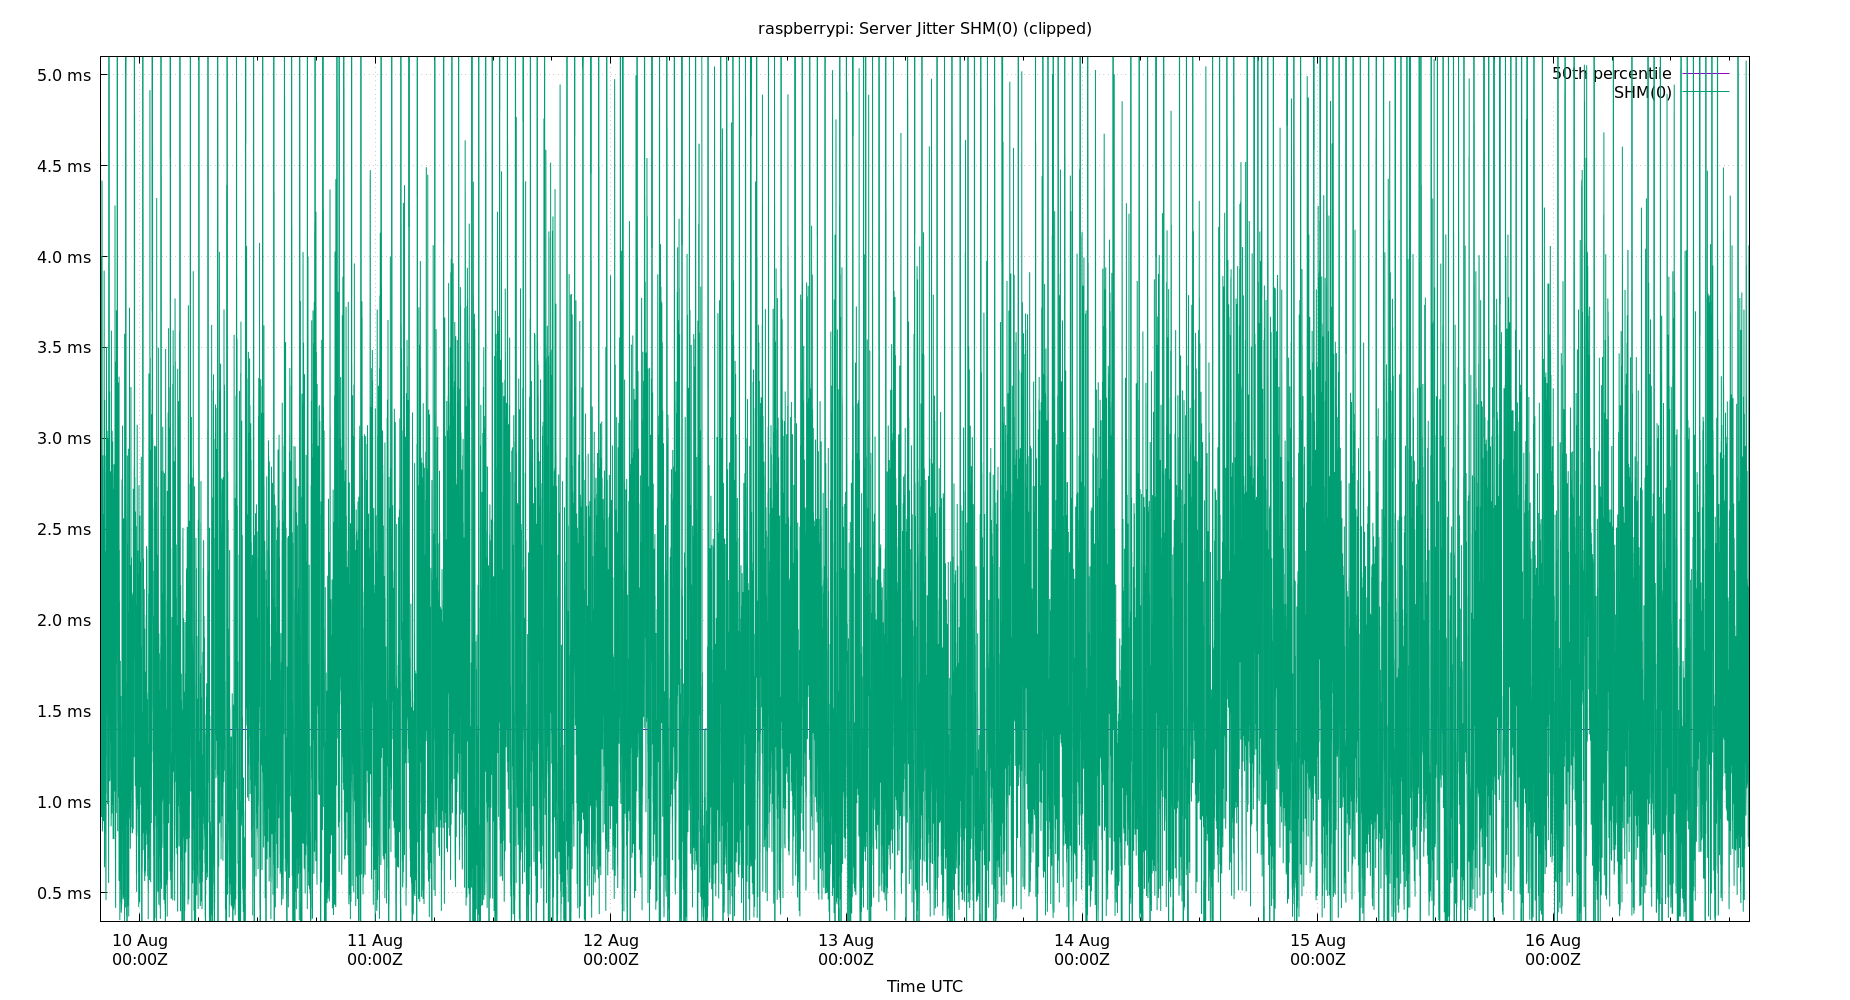 raspberrypi: Server Jitter SHM(0) (clipped)
5.0 ms
50th percentile
SHM(0)
4.5 ms
4.0 ms
3.5 ms
3.0 ms
2.5 ms
2.0 ms
1.5 ms
1.0 ms
0.5 ms
10 Aug 11 Aug 12 Aug 13 Aug 14 Aug 15 Aug 16 Aug
00:00Z 00:00Z 00:00Z 00:00Z 00:00Z 00:00Z 00:00Z
Time UTC